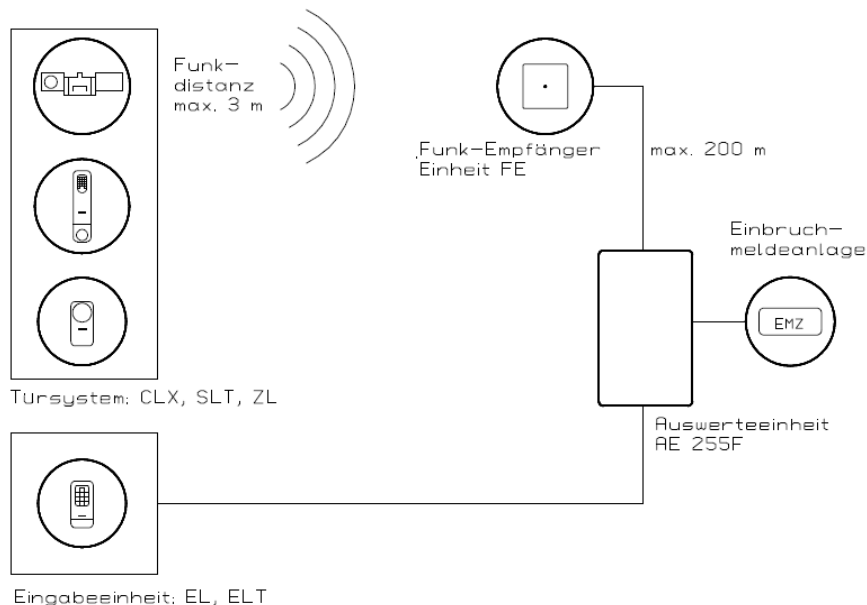 Funk-
distanz
max. 3 m
Funk-Empfänger
Einheit FE
max. 200 m
Einbruch-
meldeanlage
EMZ
Türsystem: CLX, SLT, ZL
Auswerteeinheit
AE 255F
Eingabeeinheit: EL, ELT